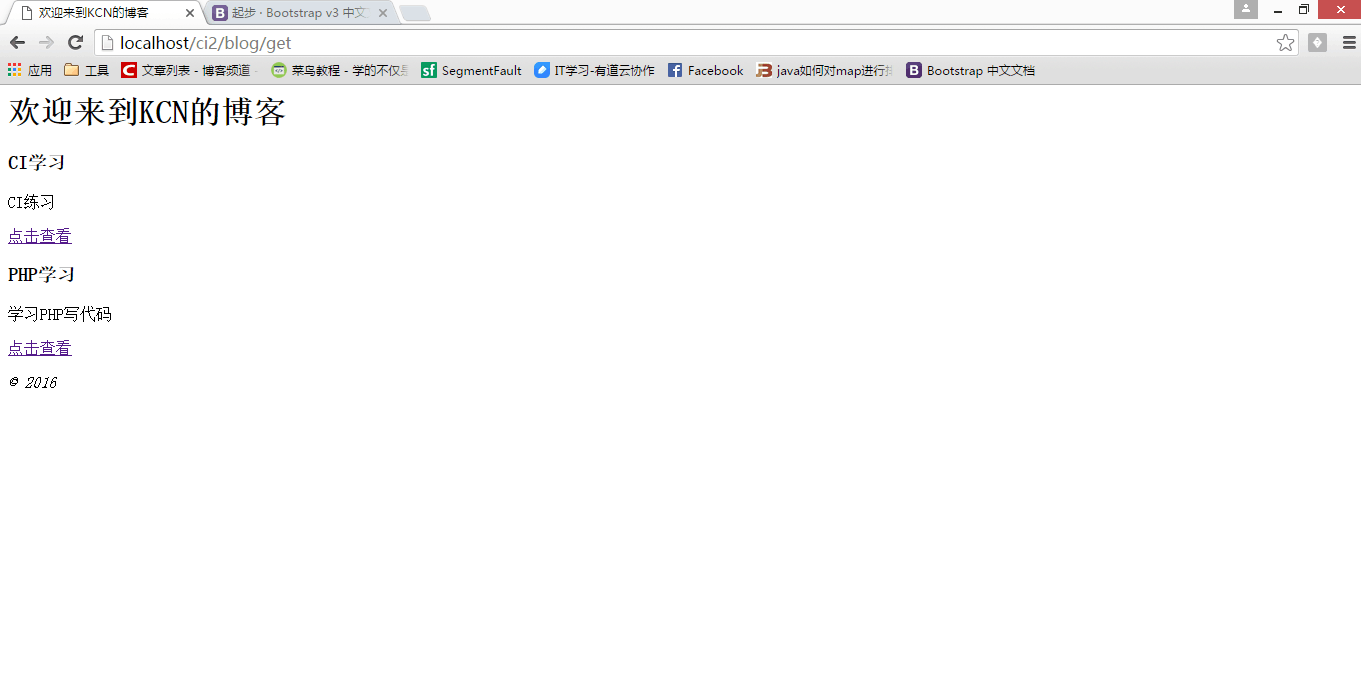 欢迎来到KCN的博客
起步 · Bootstrap v3 中文
localhost/ci2/blog/get
应用 工具 文章列表 - 博客频道 - 菜鸟教程 - 学的不仅是 SegmentFault IT学习-有道云协作 Facebook java如何对map进行 Bootstrap 中文文档
欢迎来到KCN的博客
CI学习
CI练习
点击查看
PHP学习
学习PHP写代码
点击查看
© 2016